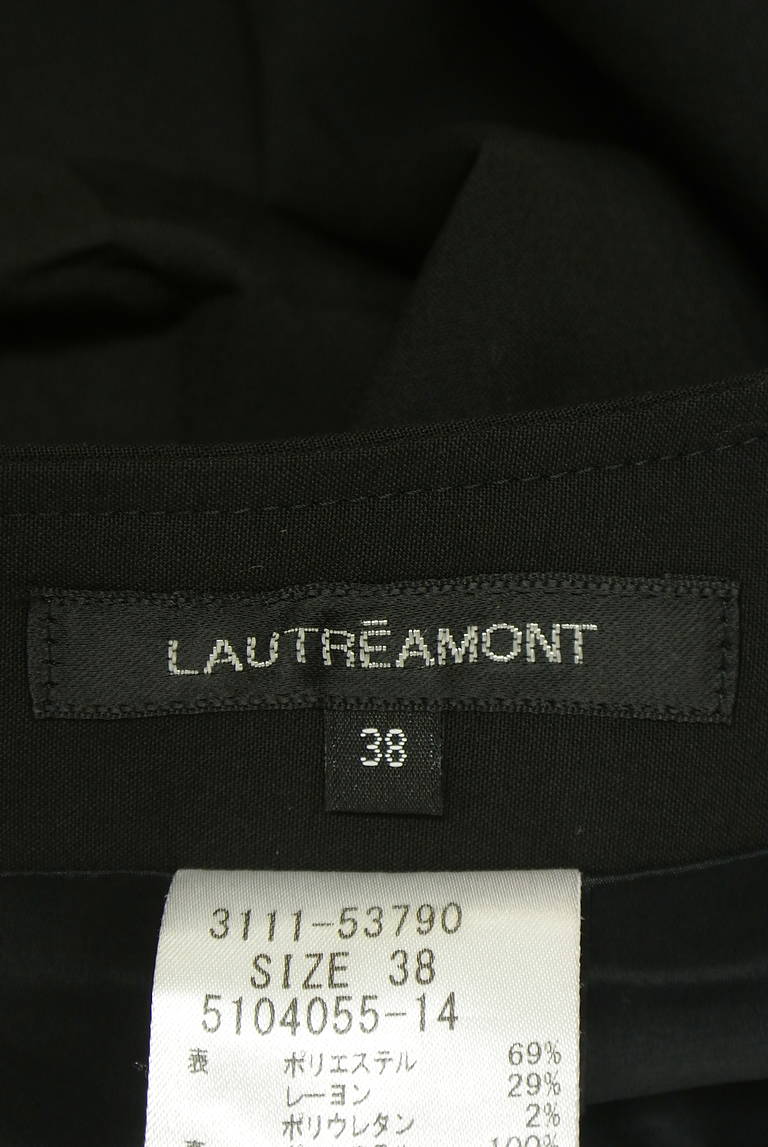 LAUTRĒAMONT
38
3111-53790
SIZE 38
5104055-14
表 ポリエステル 69%
レーヨン 29%
ポリウレタン 2%
100%